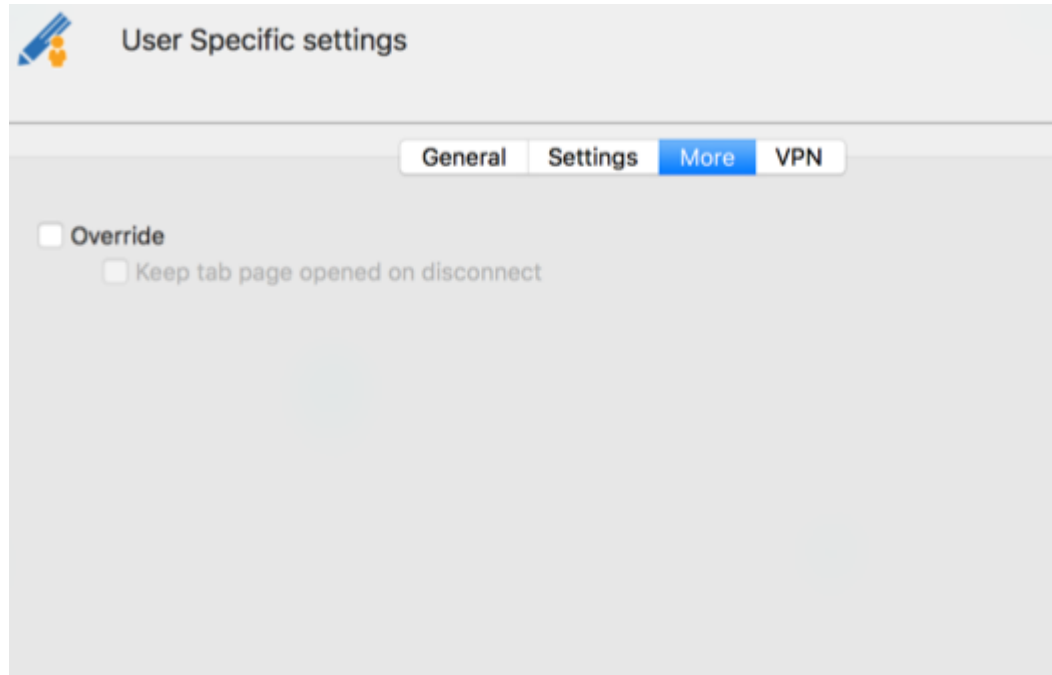 User Specific settings
General Settings More VPN
Override
Keep tab page opened on disconnect